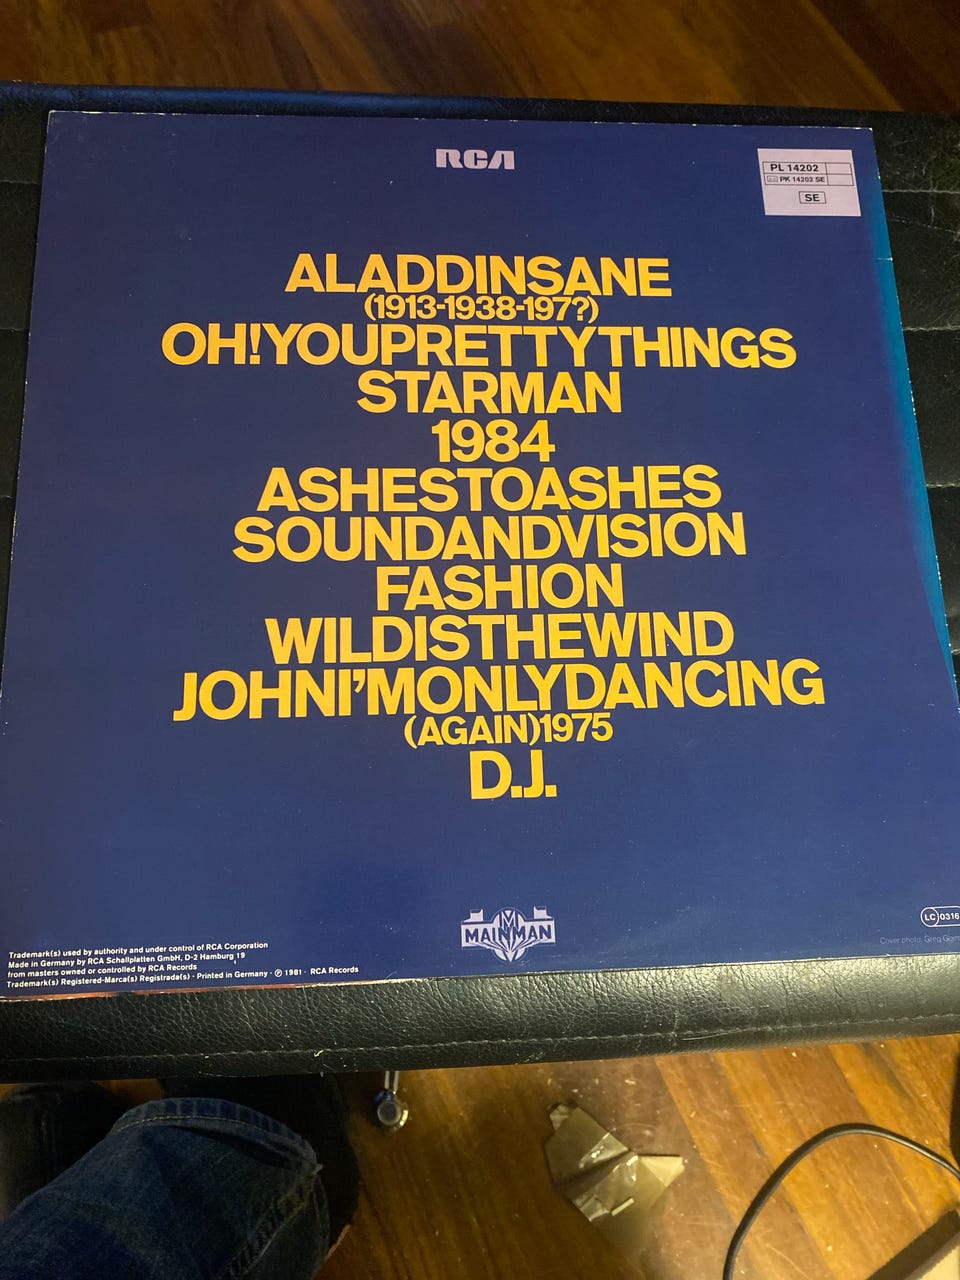 RCA
PL 14202
PK 14202 SE
SE
ALADDINSANE
(1913-1938-197?)
OH!YOUPRETTYTHINGS
STARMAN
1984
ASHESTOASHES
SOUNDANDVISION
FASHION
WILDISTHEWIND
JOHNI'MONLYDANCING
(AGAIN)1975
D.J.
M
MAINMAN
LC 0316
Cover photo: Greg
Trademark(s) used by authority and under control of RCA Corporation
Made in Germany by RCA Schallplatten GmbH, D-2 Hamburg 19
from masters owned or controlled by RCA Records
Trademark(s) Registered-Marca(s) Registrada(s) · Printed in Germany · ℗ 1981 · RCA Records